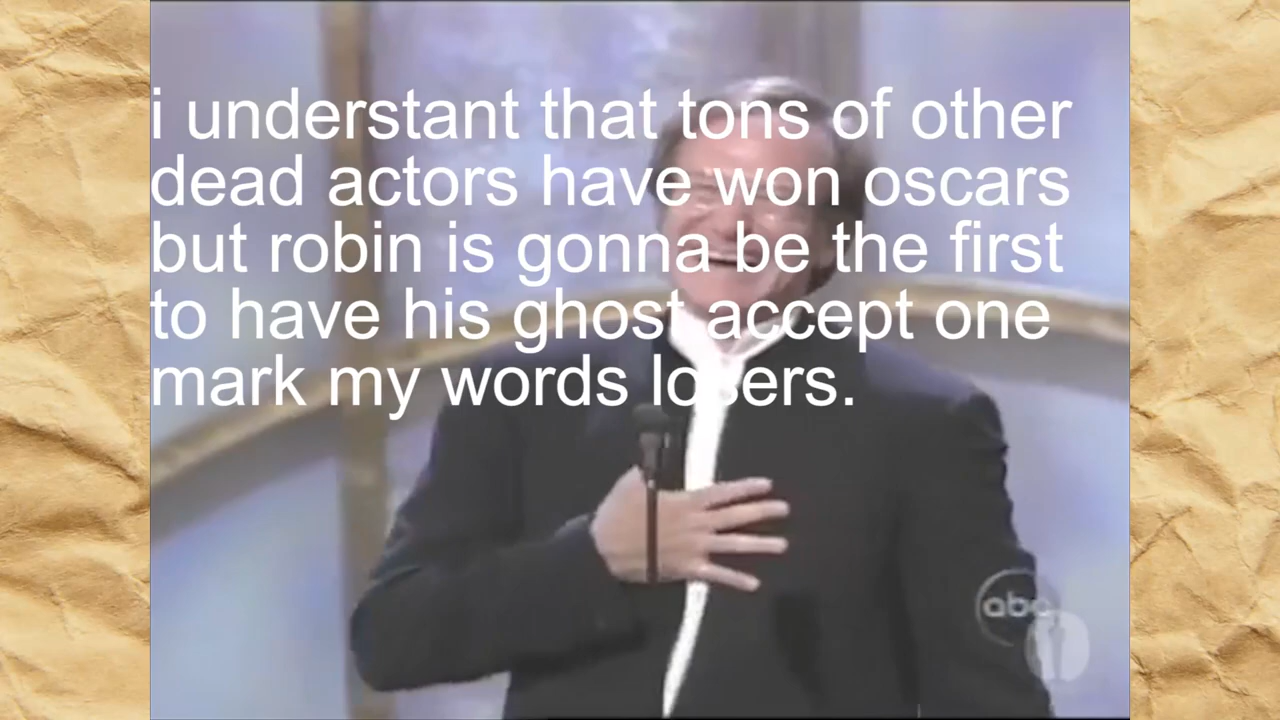 i understant that tons of other
dead actors have won oscars
but robin is gonna be the first
to have his ghost accept one
mark my words losers.
abc